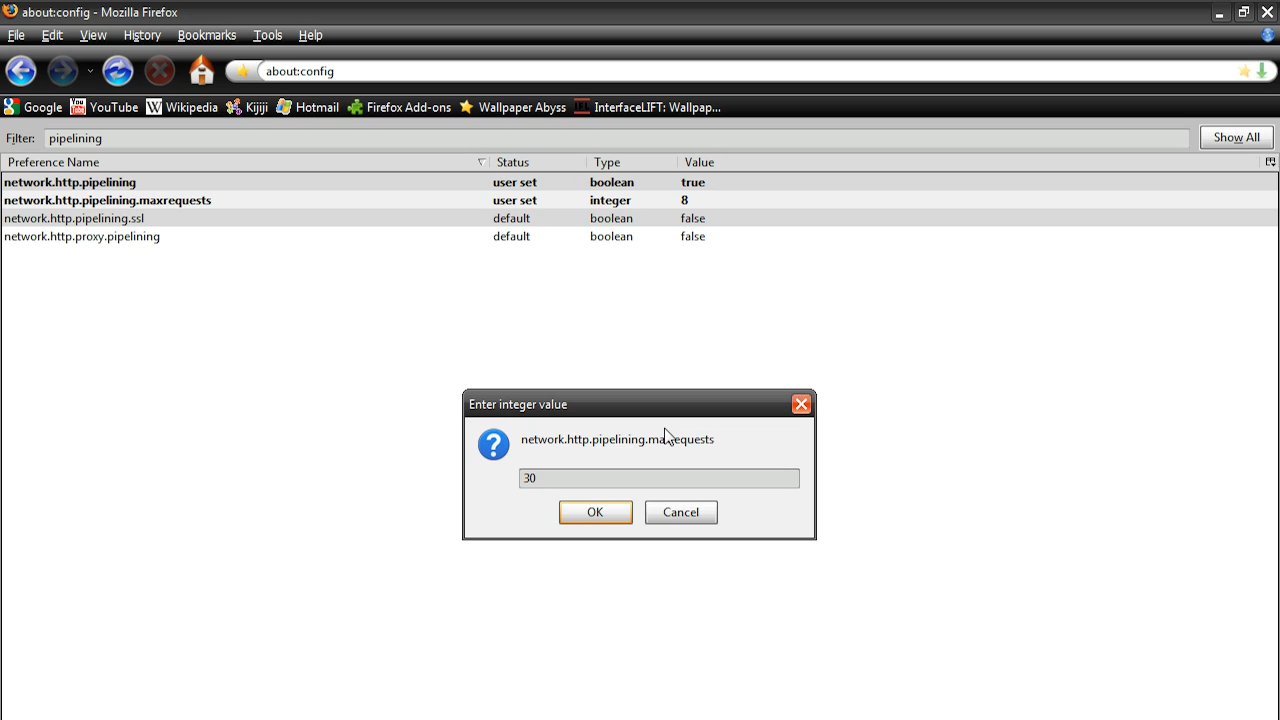 about:config - Mozilla Firefox
File Edit View History Bookmarks Tools Help
about:config
Google YouTube Wikipedia Kijiji Hotmail Firefox Add-ons Wallpaper Abyss InterfaceLIFT: Wallpap...
Filter: pipelining Show All
Preference Name Status Type Value
network.http.pipelining user set boolean true
network.http.pipelining.maxrequests user set integer 8
network.http.pipelining.ssl default boolean false
network.http.proxy.pipelining default boolean false
Enter integer value
network.http.pipelining.maxrequests
30
OK Cancel